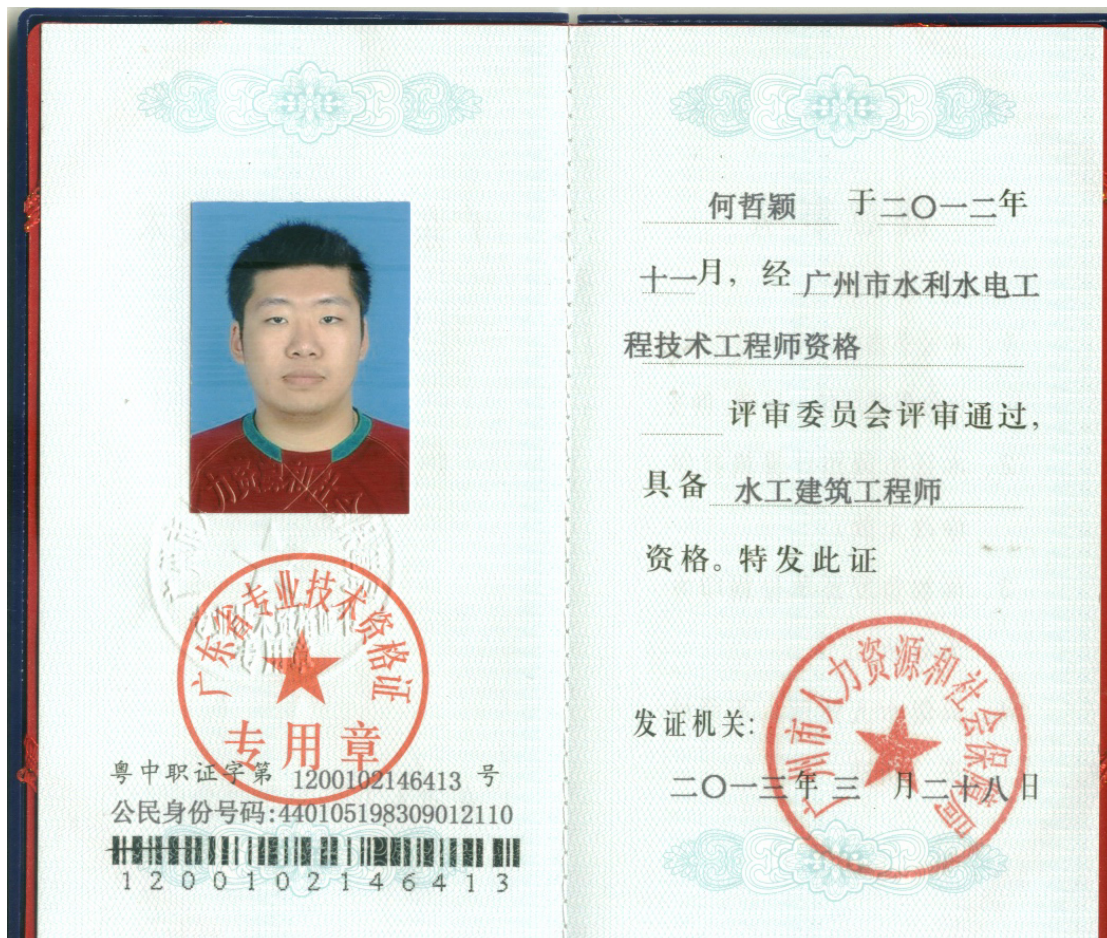 广东省专业技术资格证
专用章
粤中职证字第 1200102146413 号
公民身份号码:440105198309012110
1200102146413
何哲颖 于二〇一二年
十一月，经 广州市水利水电工
程技术工程师资格
评审委员会评审通过，
具备 水工建筑工程师
资格。特发此证
广州市人力资源和社会保障局
发证机关:
二〇一三年 三 月二十八日